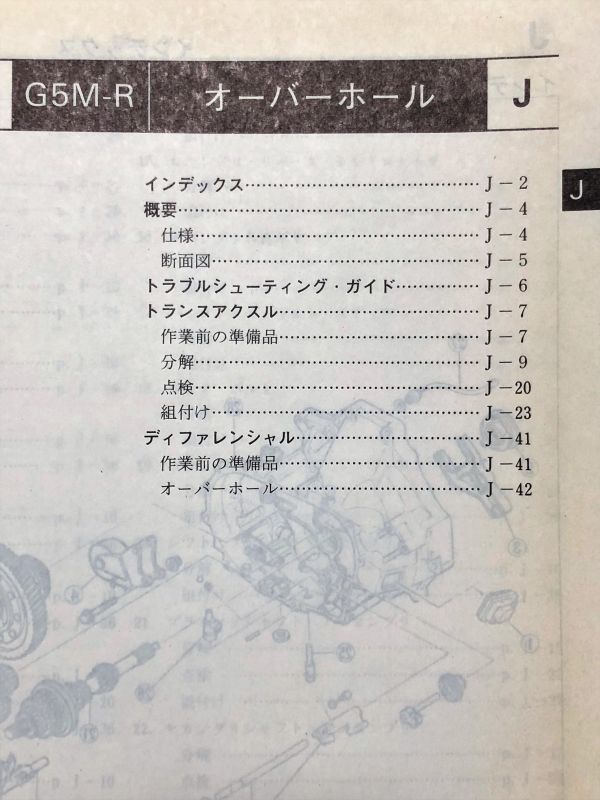 G5M-R オーバーホール J
J
インデックス……………………………………J－2
概要………………………………………………J－4
仕様……………………………………………J－4
断面図…………………………………………J－5
トラブルシューティング・ガイド……………J－6
トランスアクスル………………………………J－7
作業前の準備品………………………………J－7
分解……………………………………………J－9
点検……………………………………………J－20
組付け…………………………………………J－23
ディファレンシャル……………………………J－41
作業前の準備品………………………………J－41
オーバーホール………………………………J－42